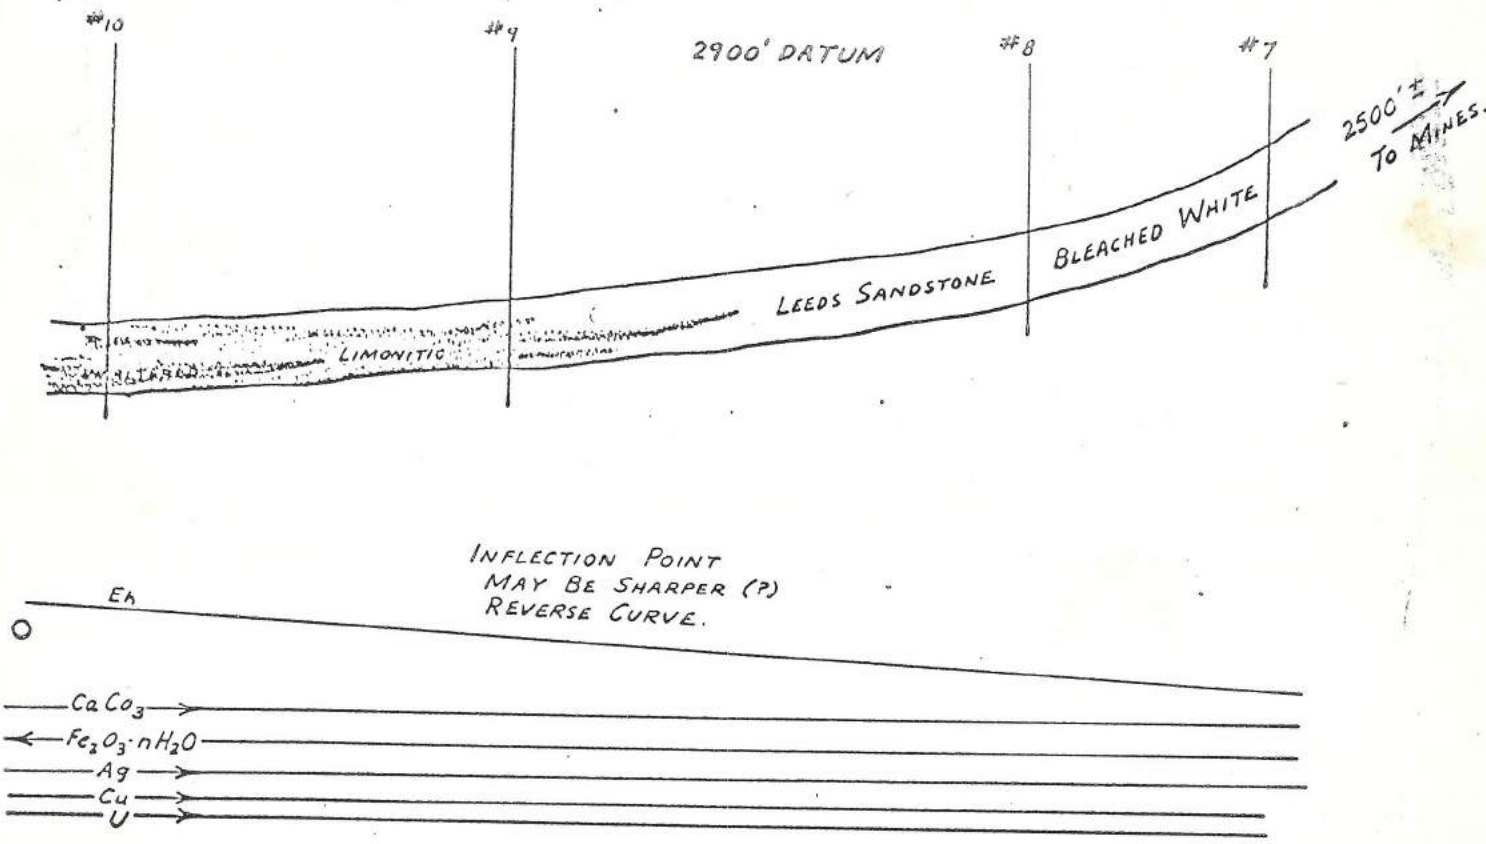 #10
#9
2900' DATUM
#8
#7
2500' ±
TO MINES.
BLEACHED WHITE
LEEDS SANDSTONE
LIMONITIC
INFLECTION POINT
MAY BE SHARPER (?)
REVERSE CURVE.
Eh
O
CaCo3
Fe2O3·nH2O
Ag
Cu
U